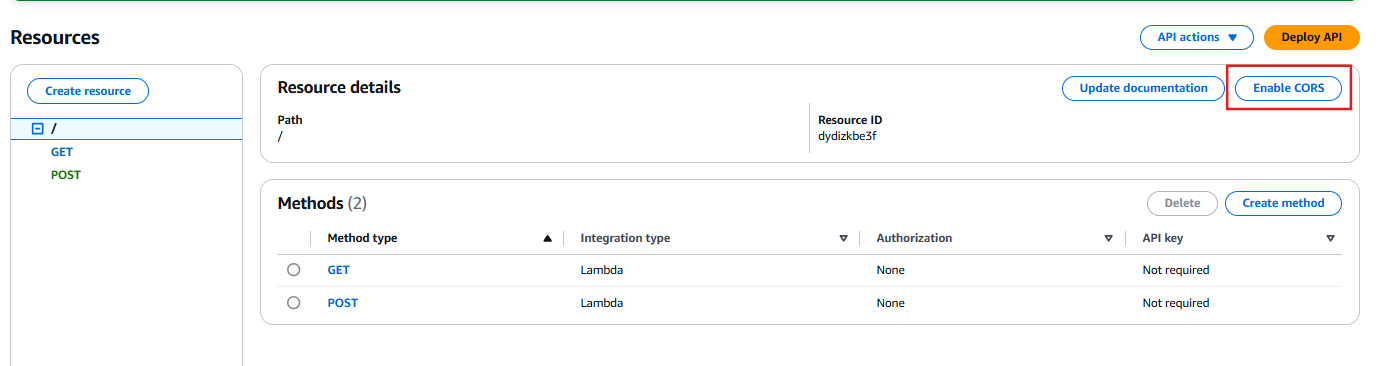 Resources
API actions
Deploy API
Create resource
/
GET
POST
Resource details
Update documentation
Enable CORS
Path
/
Resource ID
dydizkbe3f
Methods (2)
Delete
Create method
Method type
Integration type
Authorization
API key
GET
Lambda
None
Not required
POST
Lambda
None
Not required